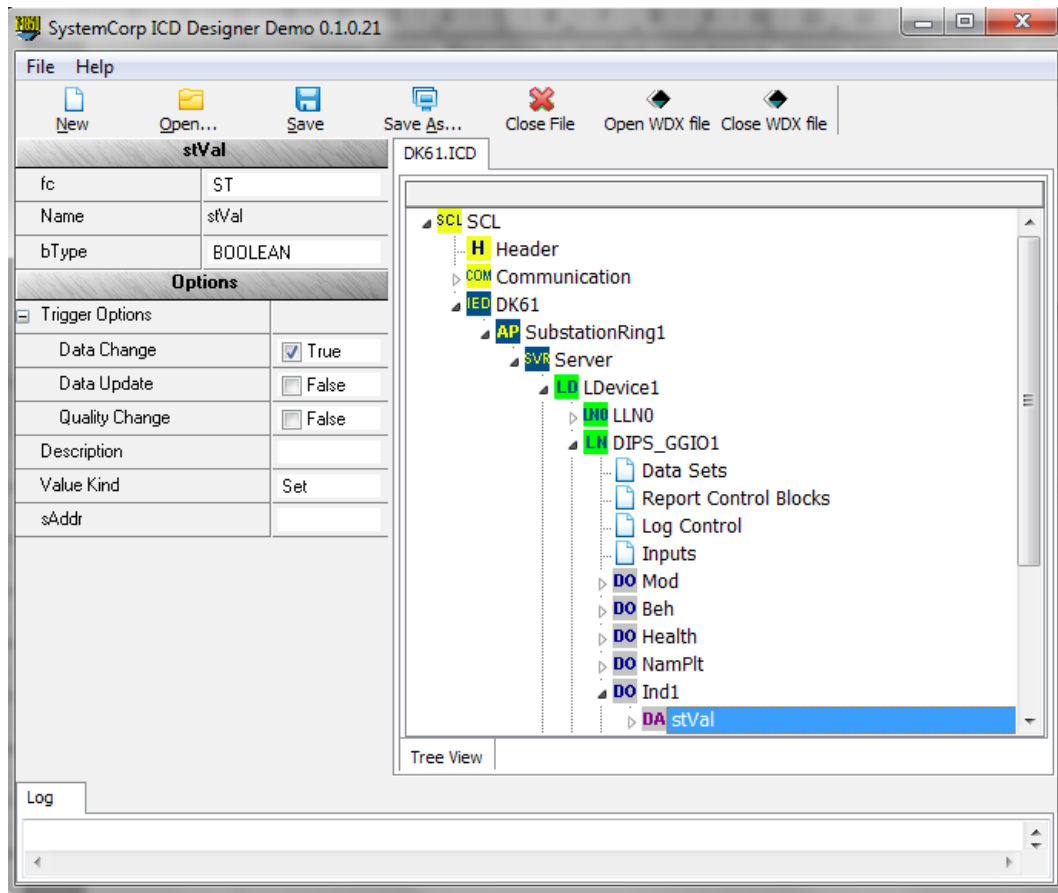 SystemCorp ICD Designer Demo 0.1.0.21
File Help
New Open... Save Save As... Close File Open WDX file Close WDX file
stVal
fc ST
Name stVal
bType BOOLEAN
Options
Trigger Options
Data Change True
Data Update False
Quality Change False
Description
Value Kind Set
sAddr
DK61.ICD
SCL SCL
H Header
COM Communication
IED DK61
AP SubstationRing1
SVR Server
LD LDevice1
LN0 LLN0
LN DIPS_GGIO1
Data Sets
Report Control Blocks
Log Control
Inputs
DO Mod
DO Beh
DO Health
DO NamPlt
DO Ind1
DA stVal
Tree View
Log